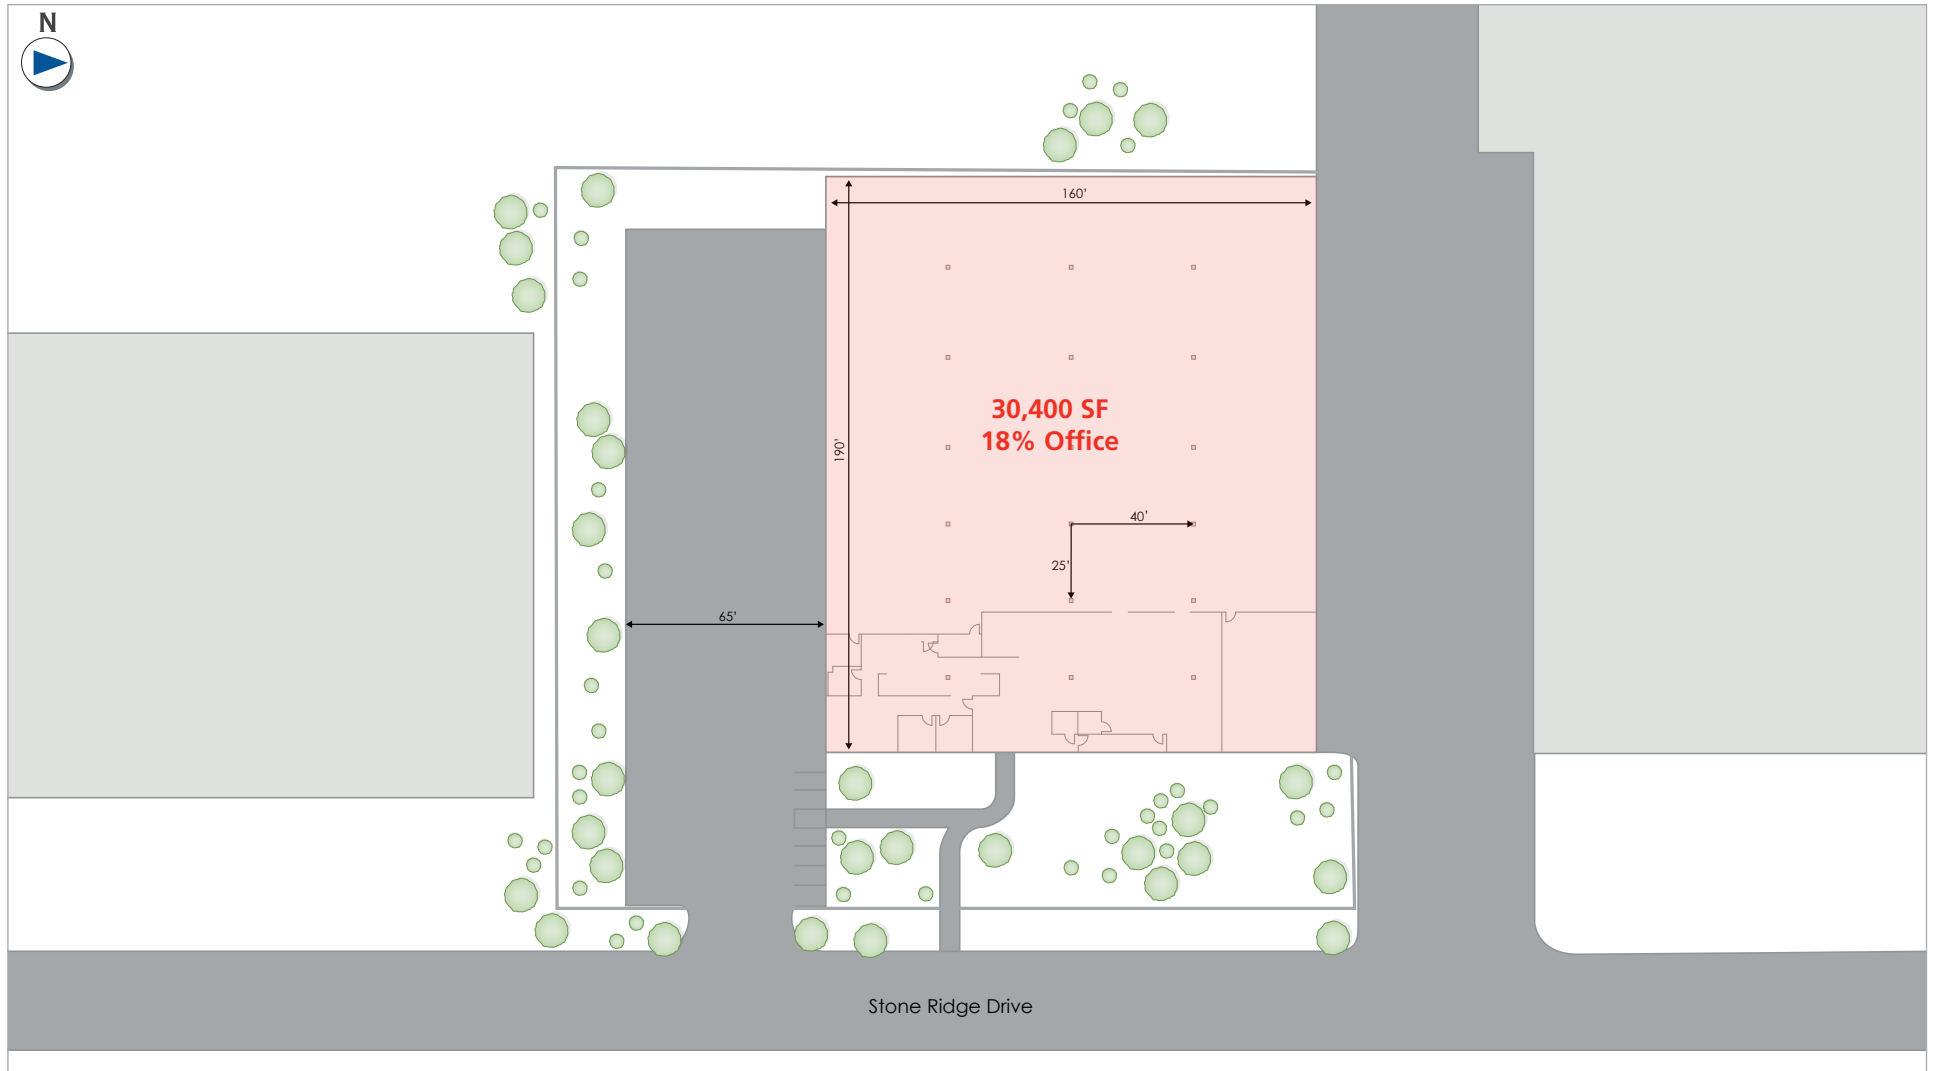 N
160'
190'
30,400 SF
18% Office
40'
25'
65'
Stone Ridge Drive